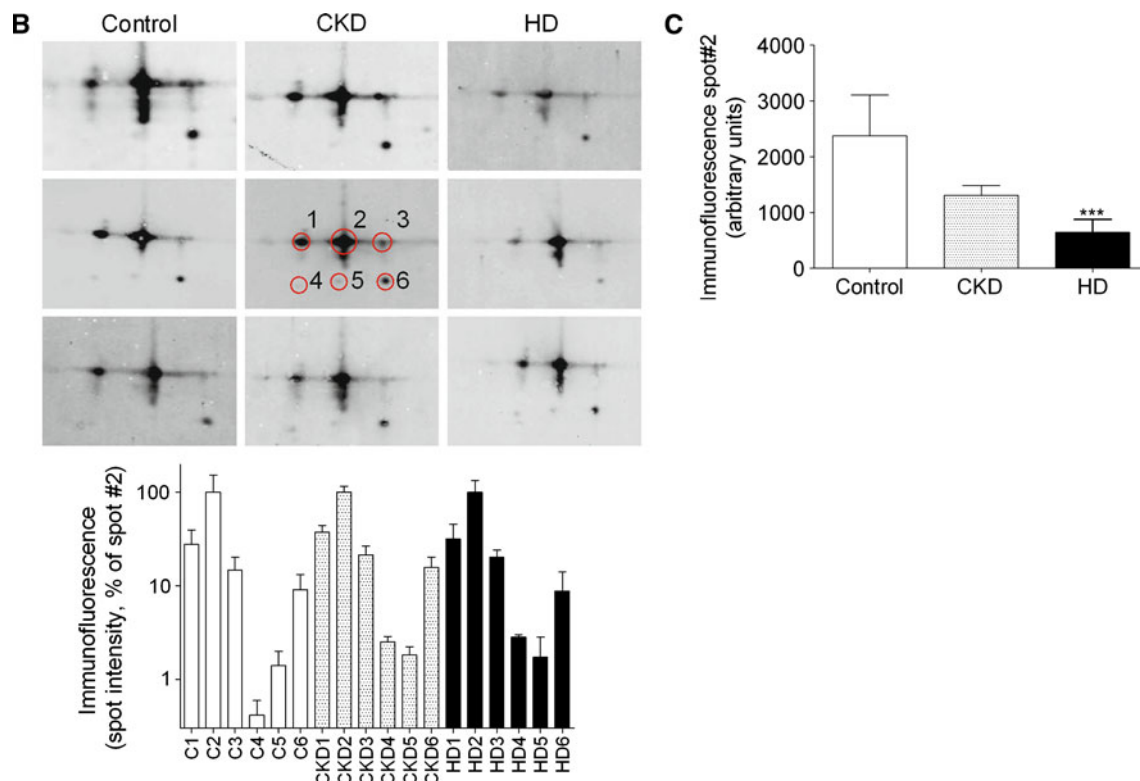 B
Control CKD HD
1 2 3
4 5 6
Immunofluorescence
(spot intensity, % of spot #2)
100
10
1
C1 C2 C3 C4 C5 C6 CKD1 CKD2 CKD3 CKD4 CKD5 CKD6 HD1 HD2 HD3 HD4 HD5 HD6
C
Immunofluorescence spot#2
(arbitrary units)
4000
3000
2000
1000
0
***
Control CKD HD